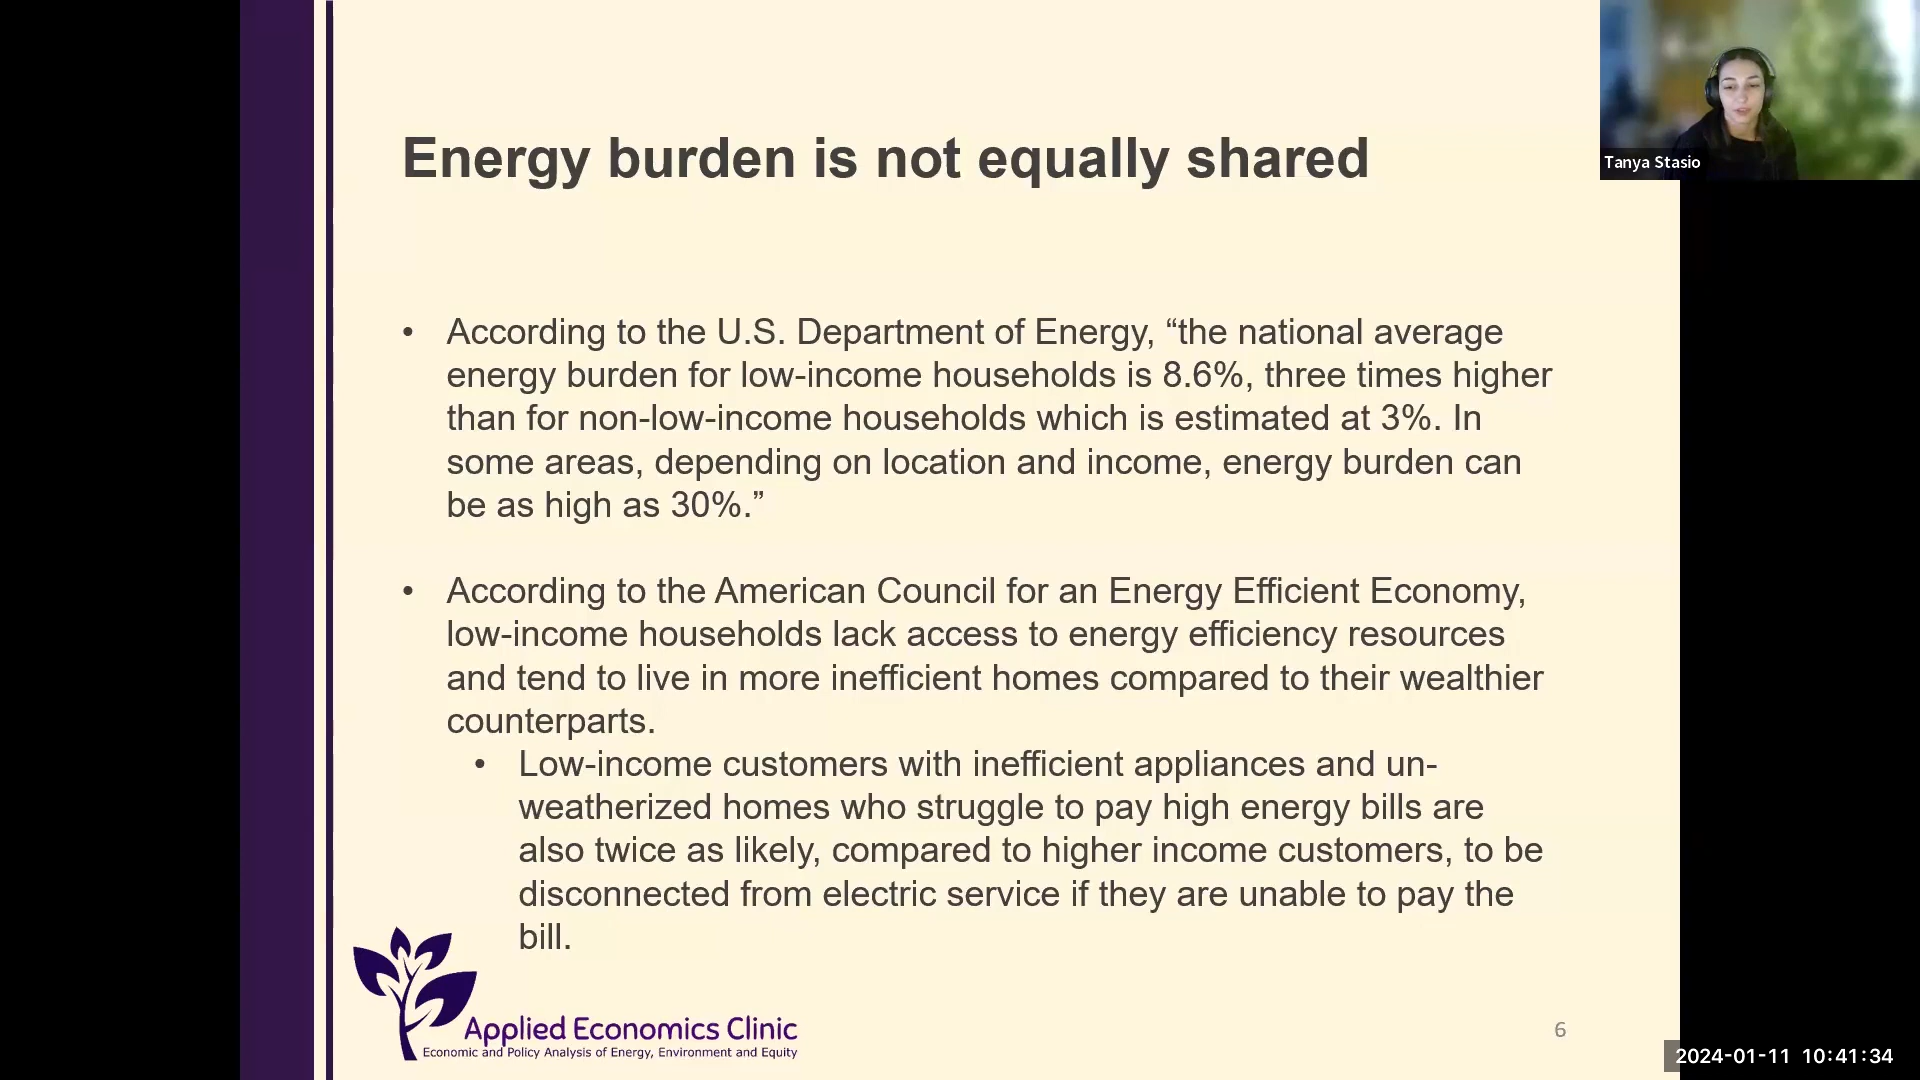 Energy burden is not equally shared
Tanya Stasio
• According to the U.S. Department of Energy, “the national average
energy burden for low-income households is 8.6%, three times higher
than for non-low-income households which is estimated at 3%. In
some areas, depending on location and income, energy burden can
be as high as 30%.”
• According to the American Council for an Energy Efficient Economy,
low-income households lack access to energy efficiency resources
and tend to live in more inefficient homes compared to their wealthier
counterparts.
• Low-income customers with inefficient appliances and un-
weatherized homes who struggle to pay high energy bills are
also twice as likely, compared to higher income customers, to be
disconnected from electric service if they are unable to pay the
bill.
Applied Economics Clinic
Economic and Policy Analysis of Energy, Environment and Equity
6
2024-01-11 10:41:34